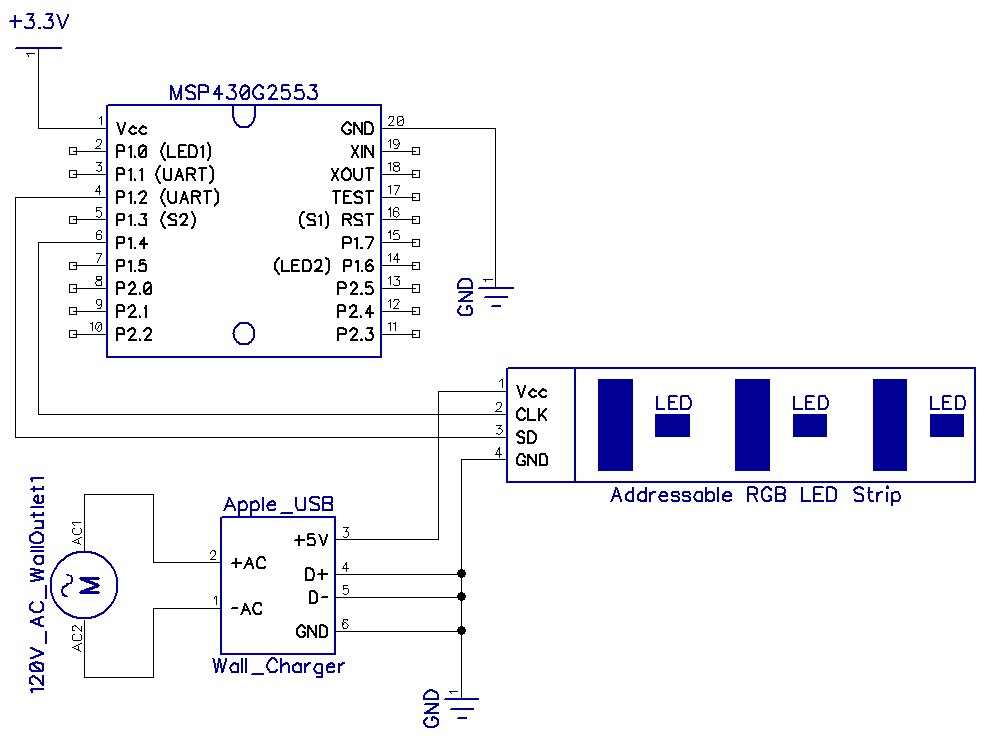 +3.3V
1
MSP430G2553
1 Vcc GND 20
2 P1.0 (LED1) XIN 19
3 P1.1 (UART) XOUT 18
4 P1.2 (UART) TEST 17
5 P1.3 (S2) (S1) RST 16
6 P1.4 P1.7 15
7 P1.5 (LED2) P1.6 14
8 P2.0 P2.5 13
9 P2.1 P2.4 12
10 P2.2 P2.3 11
GND 1
1 Vcc
2 CLK
3 SD
4 GND
LED LED LED
Addressable RGB LED Strip
120V_AC_WallOutlet1
AC1
M
AC2
Apple_USB
+5V 3
2 +AC
D+ 4
D- 5
1 -AC
GND 6
Wall_Charger
GND 1